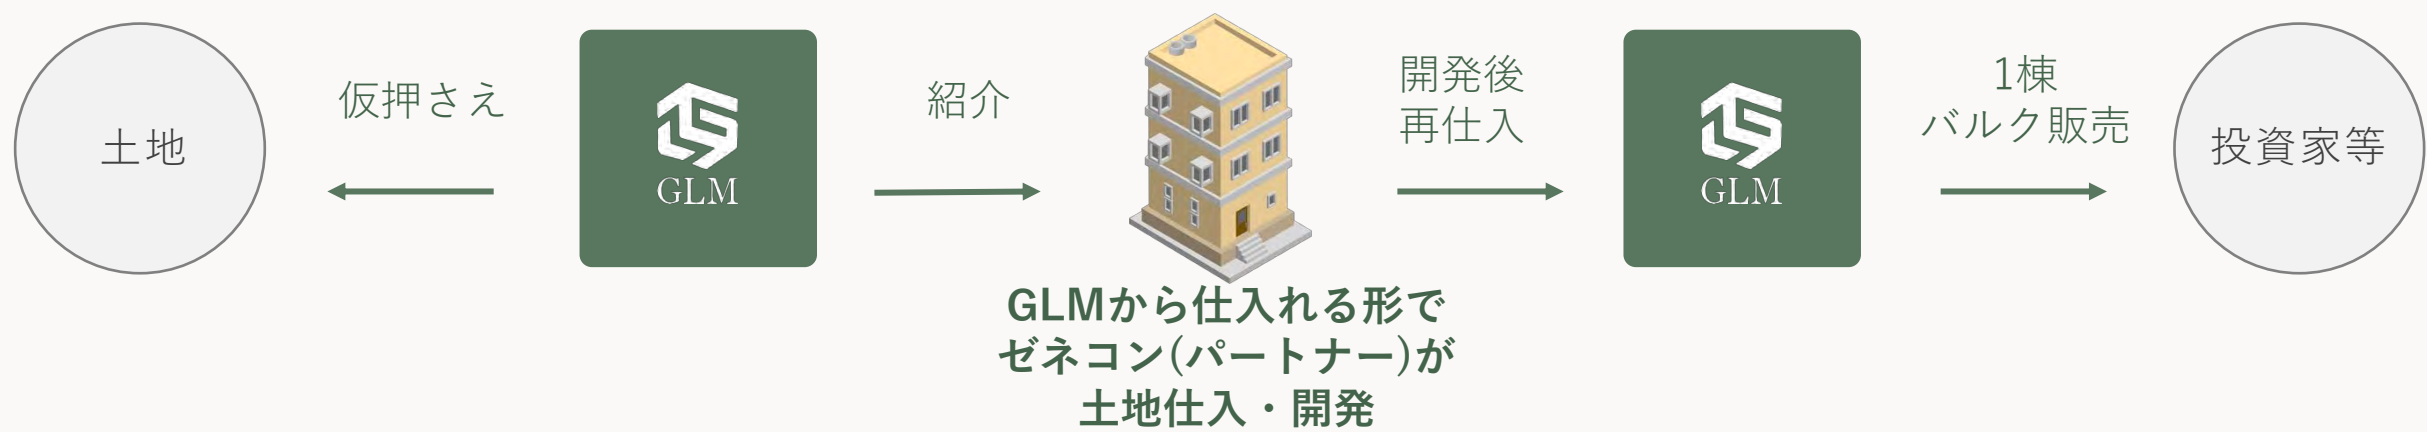 土地
仮押さえ
GLM
紹介
GLMから仕入れる形で
ゼネコン(パートナー)が
土地仕入・開発
開発後
再仕入
GLM
1棟
バルク販売
投資家等